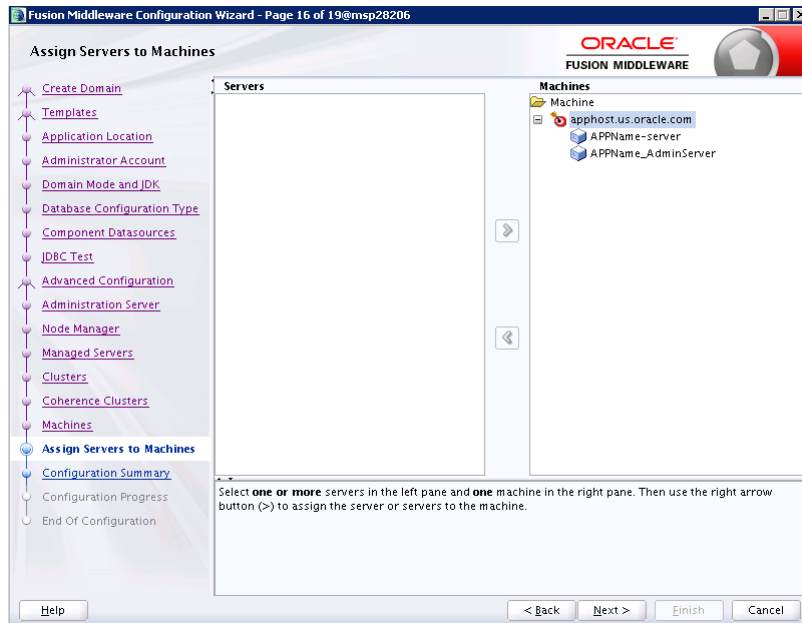 Fusion Middleware Configuration Wizard - Page 16 of 19@msp28206
Assign Servers to Machines
ORACLE
FUSION MIDDLEWARE
Create Domain
Templates
Application Location
Administrator Account
Domain Mode and JDK
Database Configuration Type
Component Datasources
JDBC Test
Advanced Configuration
Administration Server
Node Manager
Managed Servers
Clusters
Coherence Clusters
Machines
Assign Servers to Machines
Configuration Summary
Configuration Progress
End Of Configuration
Servers
Machines
Machine
apphost.us.oracle.com
APPName-server
APPName_AdminServer
Select one or more servers in the left pane and one machine in the right pane. Then use the right arrow
button (>) to assign the server or servers to the machine.
Help
< Back
Next >
Finish
Cancel